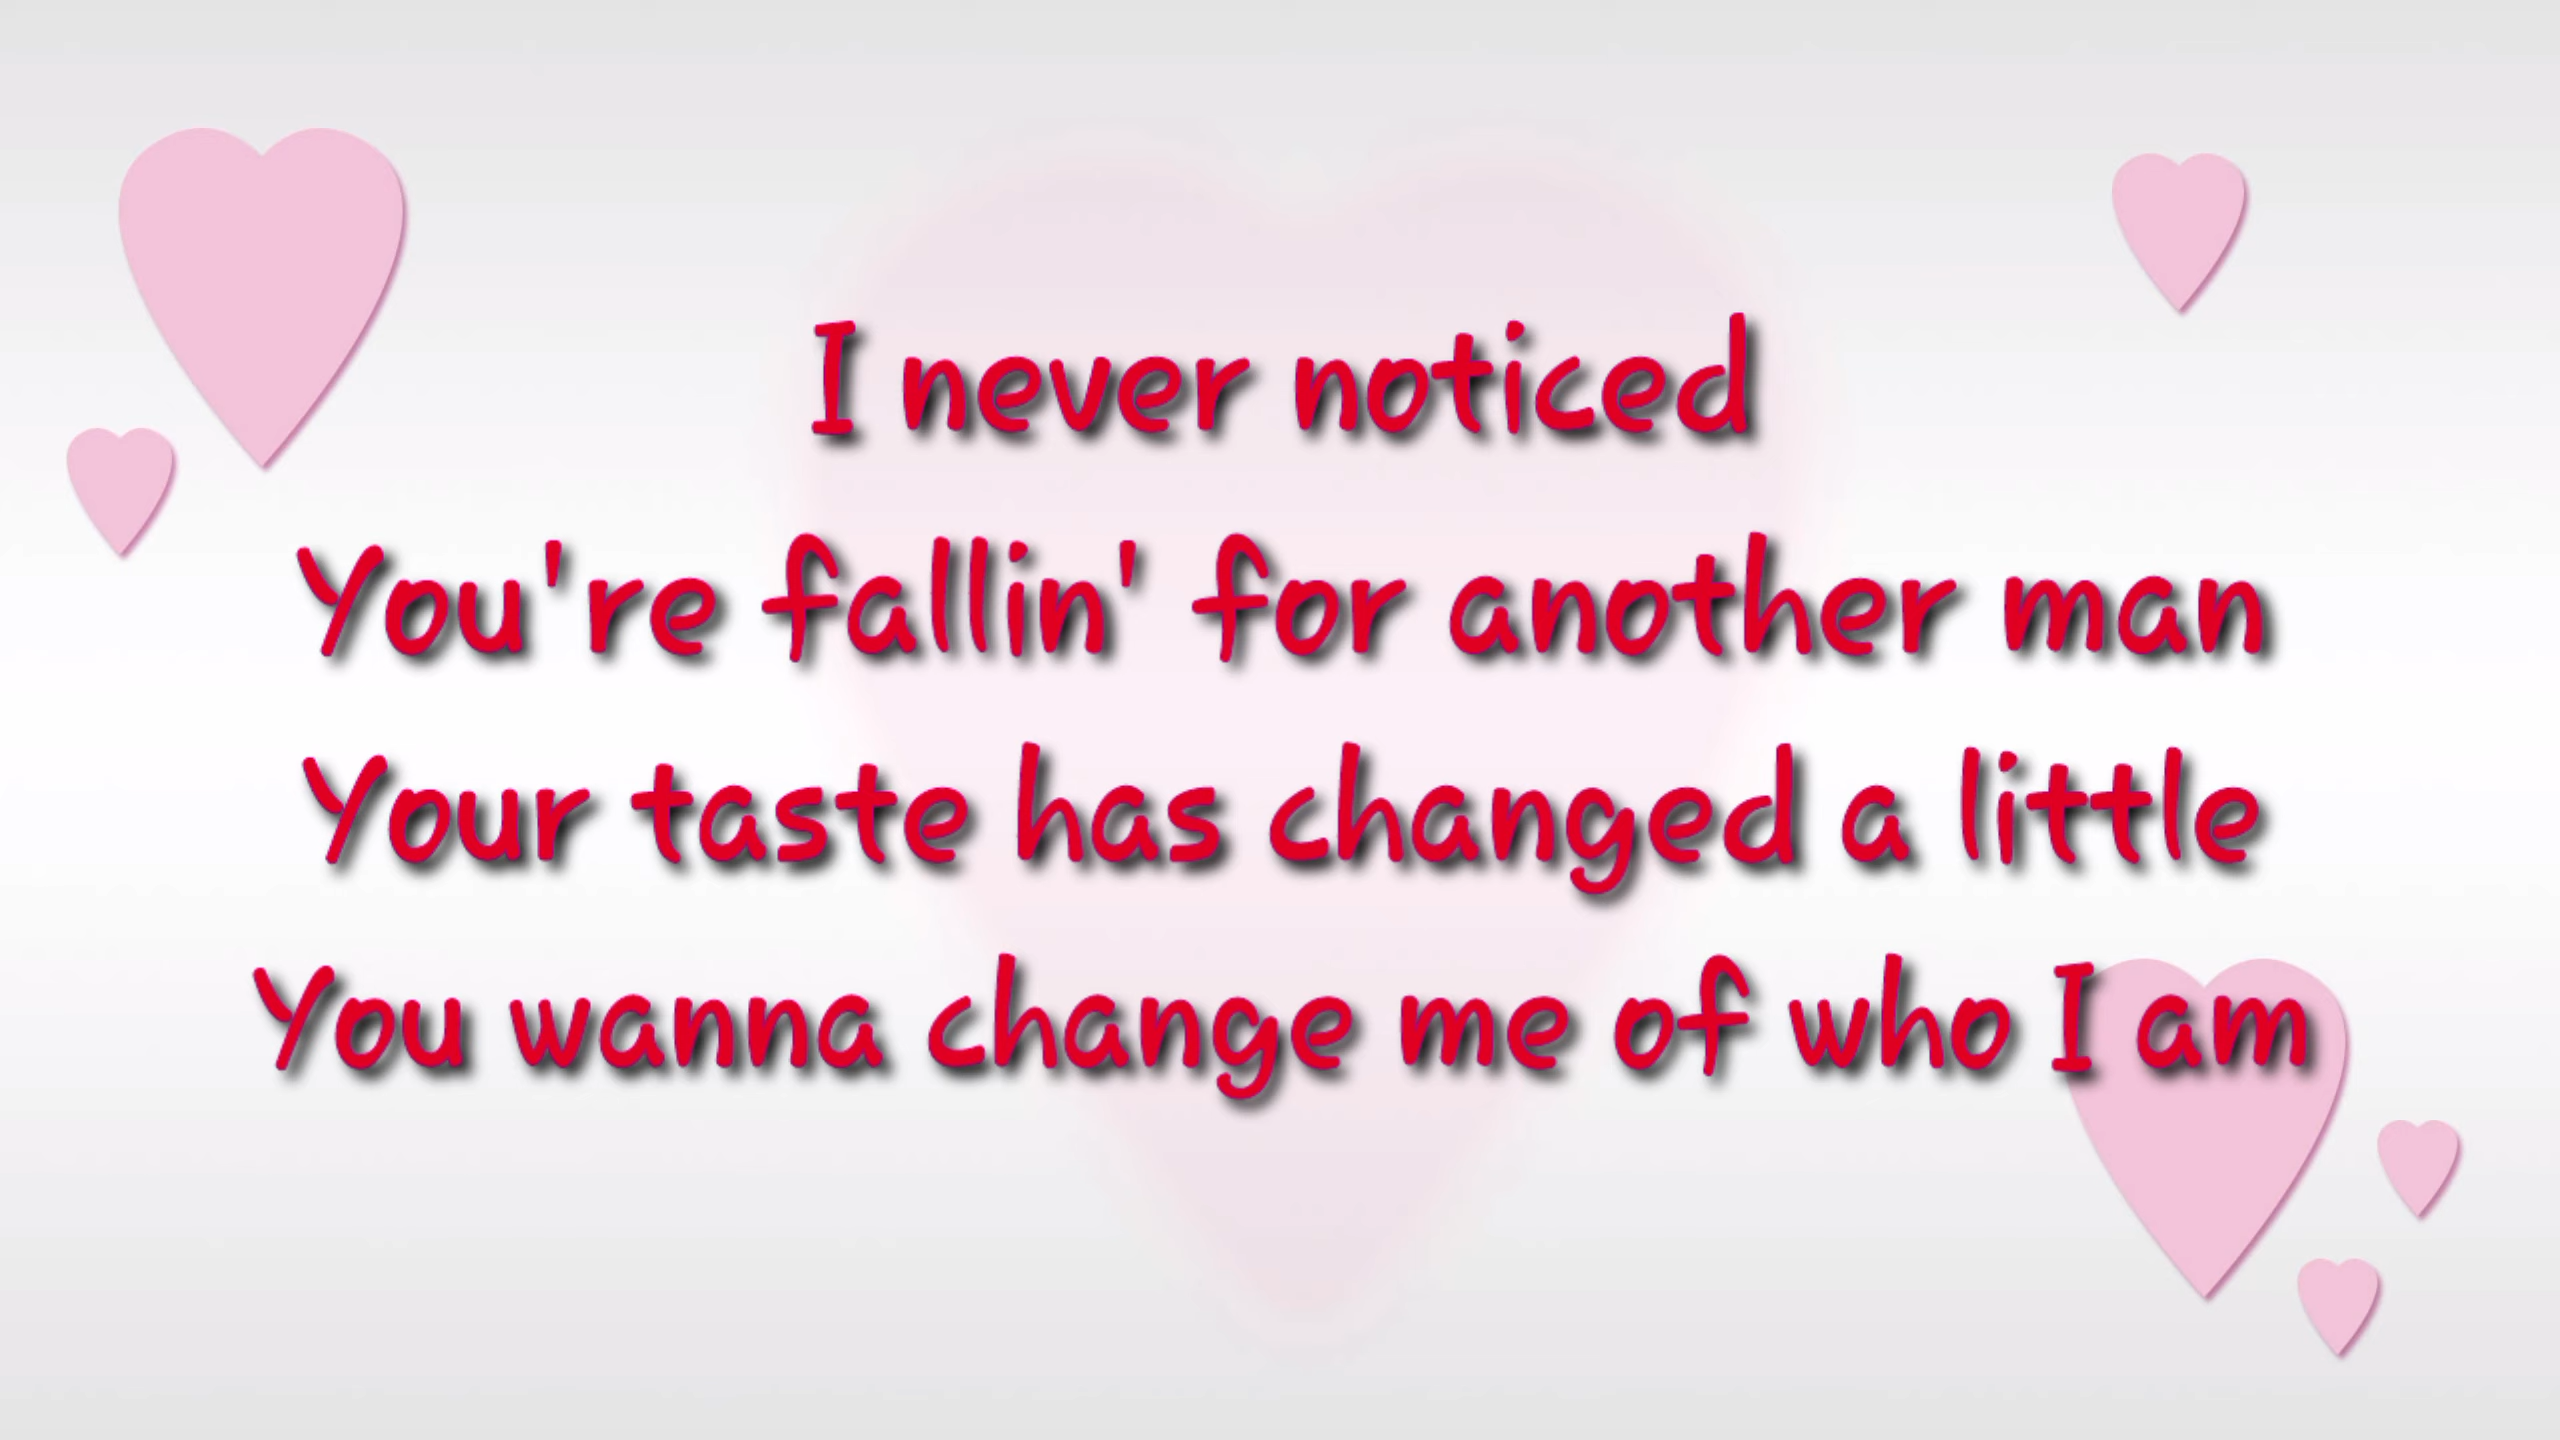 I never noticed
You're fallin' for another man
Your taste has changed a little
You wanna change me of who I am